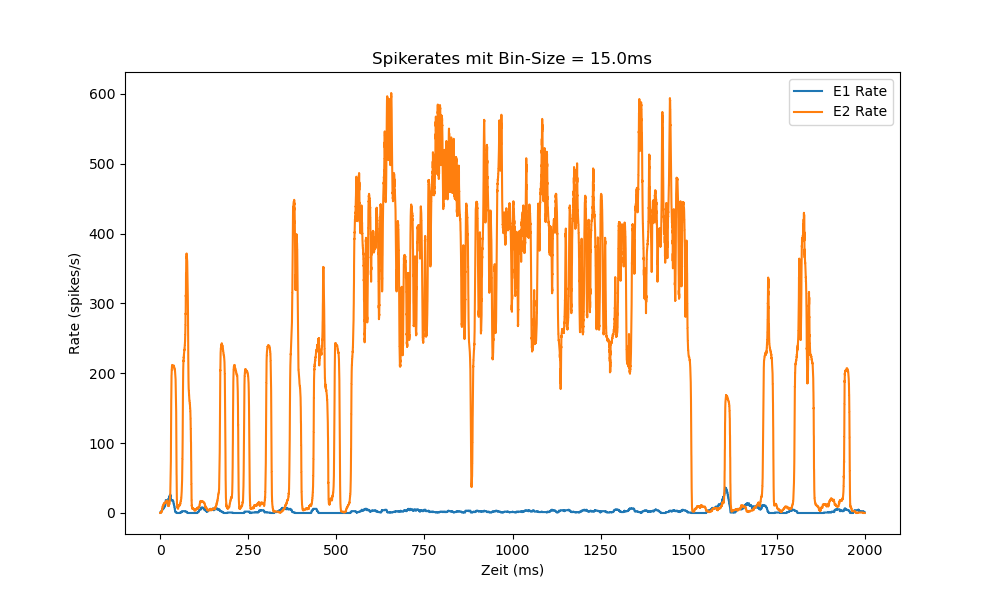 Spikerates mit Bin-Size = 15.0ms
E1 Rate
E2 Rate
600
500
400
300
200
100
0
Rate (spikes/s)
0 250 500 750 1000 1250 1500 1750 2000
Zeit (ms)